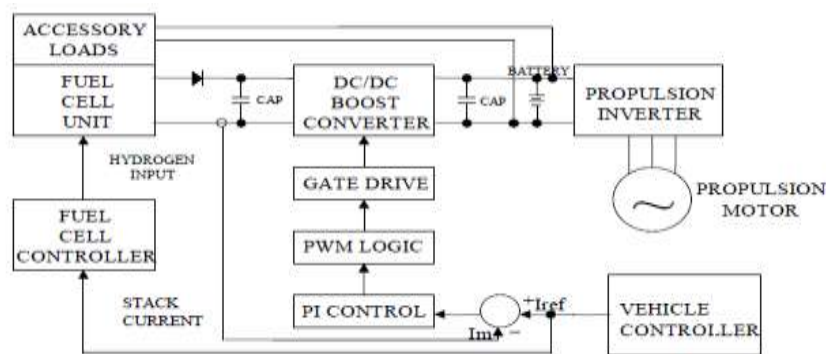 ACCESSORY
LOADS
FUEL
CELL
UNIT
CAP
DC/DC
BOOST
CONVERTER
CAP
BATTERY
PROPULSION
INVERTER
HYDROGEN
INPUT
GATE DRIVE
PROPULSION
MOTOR
FUEL
CELL
CONTROLLER
PWM LOGIC
STACK
CURRENT
PI CONTROL
+Iref
Im
−
VEHICLE
CONTROLLER